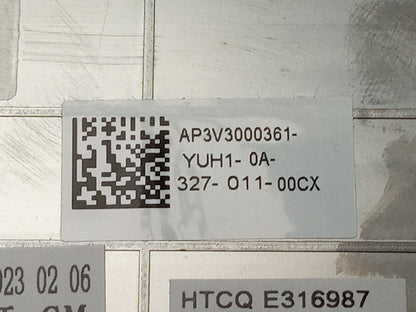 AP3V3000361-
YUH1- 0A-
327- 011-00CX
023 02 06
HTCQ E316987